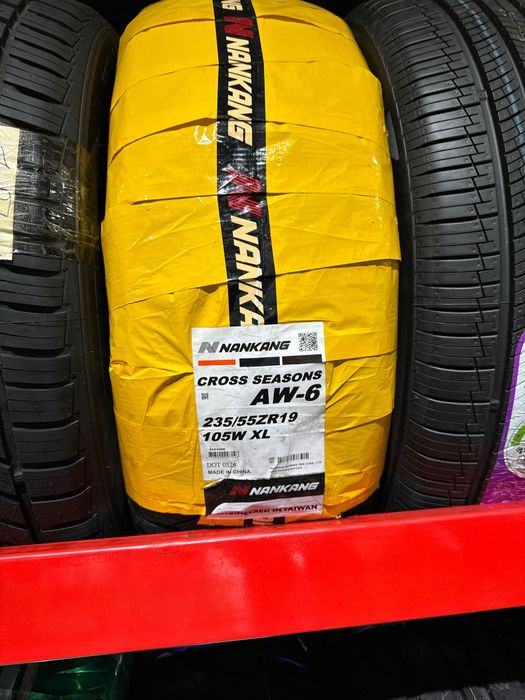 NANKANG
NANKA
NANKANG
CROSS SEASONS
AW-6
235/55ZR19
105W XL
DOT 0524
MADE IN CHINA
NANKANG
ENGINEERED IN TAIWAN